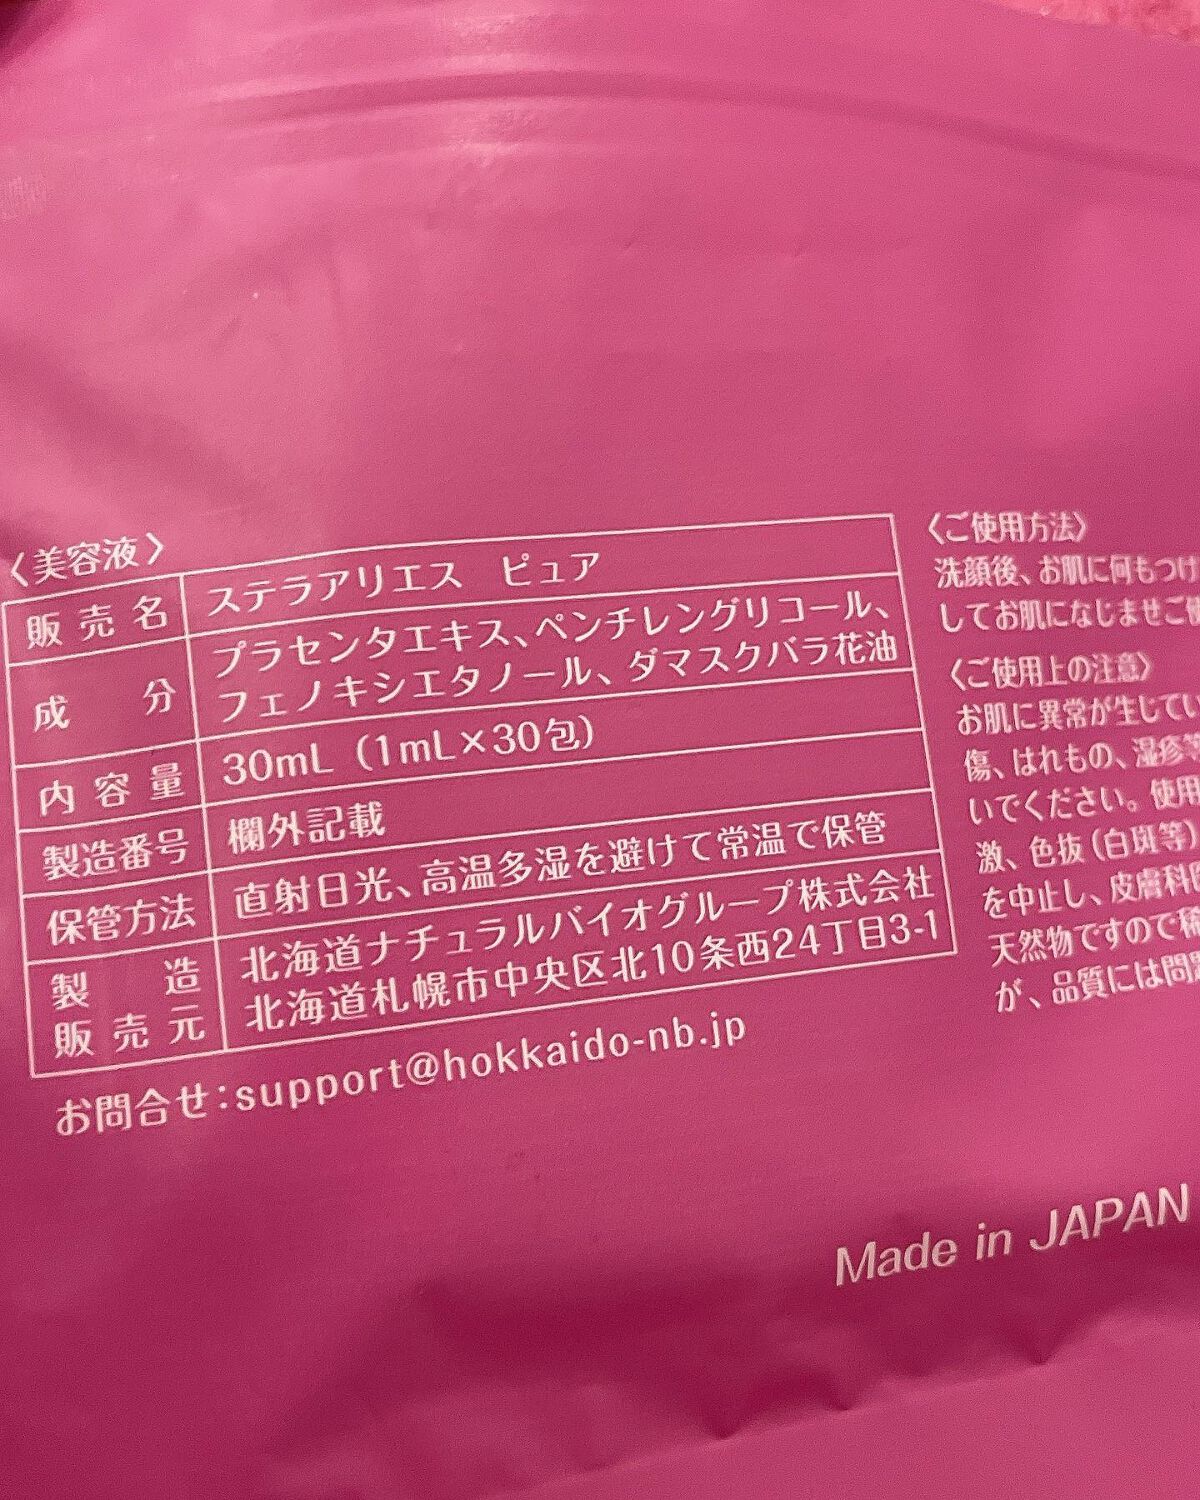 〈美容液〉
販売名 ステラアリエス ピュア
成分 プラセンタエキス、ペンチレングリコール、
フェノキシエタノール、ダマスクバラ花油
内容量 30mL（1mL×30包）
製造番号 欄外記載
保管方法 直射日光、高温多湿を避けて常温で保管
製造 北海道ナチュラルバイオグループ株式会社
販売元 北海道札幌市中央区北10条西24丁目3-1
お問合せ：support@hokkaido-nb.jp
〈ご使用方法〉
洗顔後、お肌に何もつけ
してお肌になじませご使
〈ご使用上の注意〉
お肌に異常が生じてい
傷、はれもの、湿疹等
いでください。使用
激、色抜（白斑等）
を中止し、皮膚科医
天然物ですので稀
が、品質には問題
Made in JAPAN